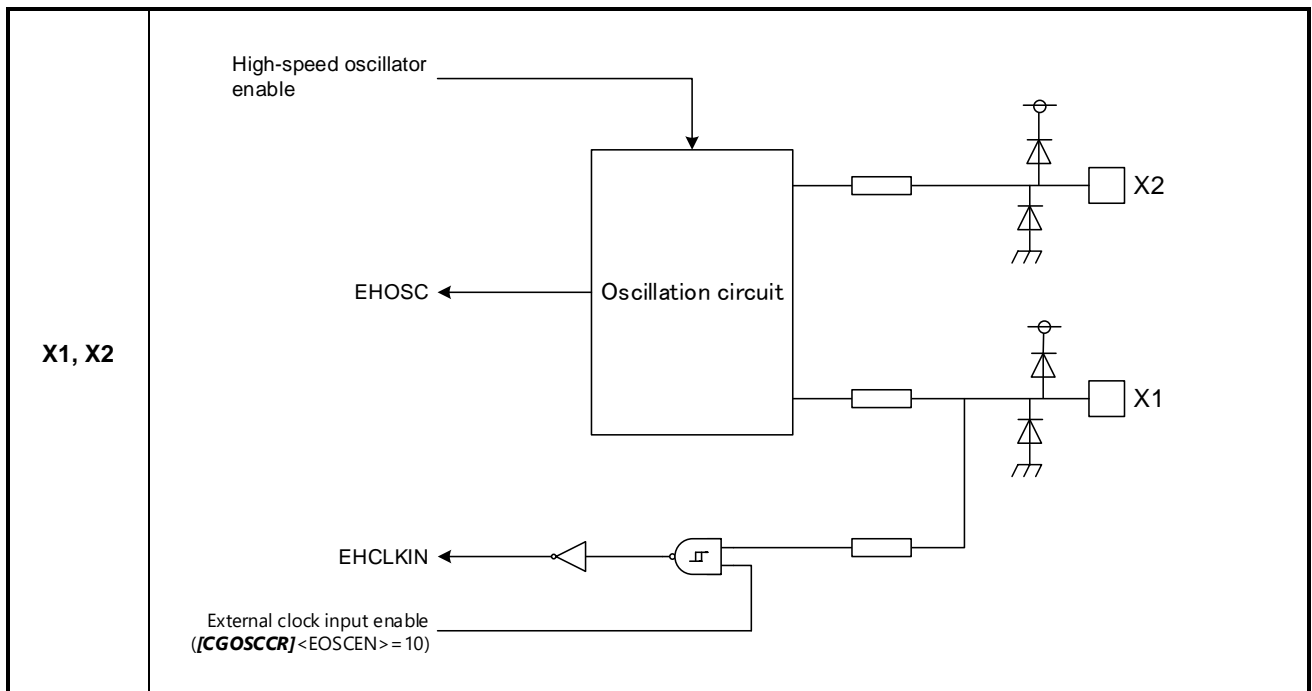 X1, X2
High-speed oscillator
enable
X2
EHOSC
Oscillation circuit
X1
EHCLKIN
External clock input enable
([CGOSCCR]<EOSCEN>=10)